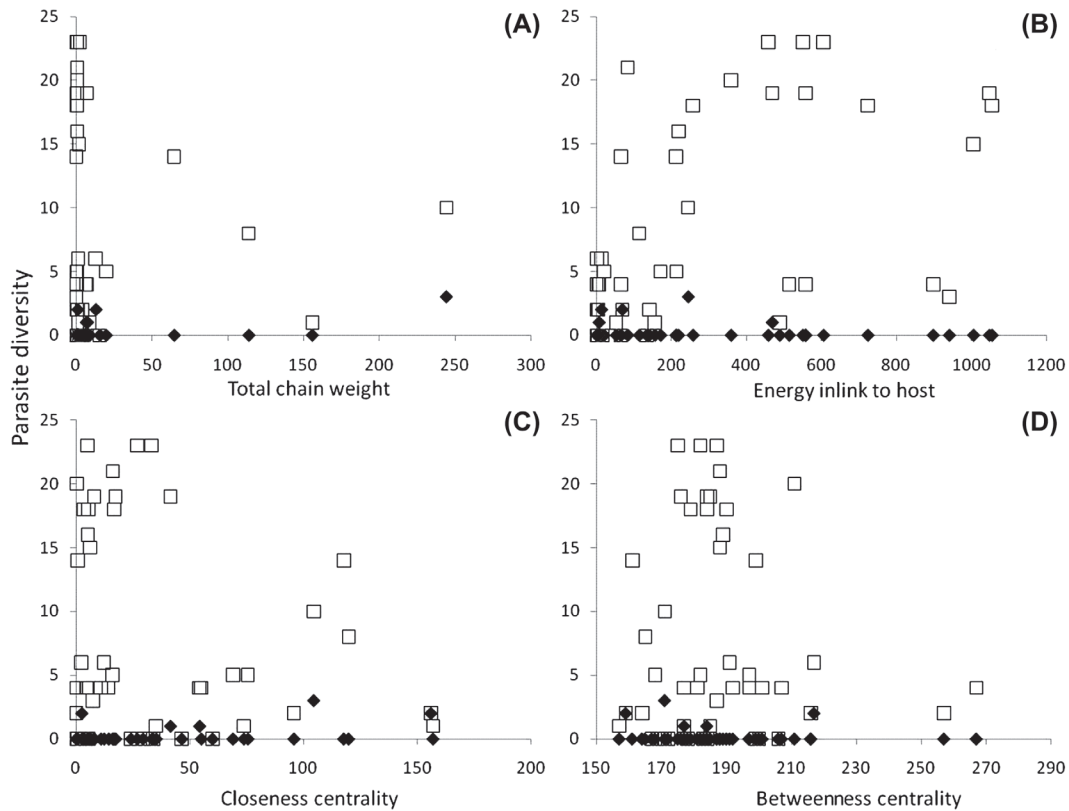 (A)
25
20
15
10
5
0
0 50 100 150 200 250 300
Total chain weight
(B)
25
20
15
10
5
0
0 200 400 600 800 1000 1200
Energy inlink to host
Parasite diversity
(C)
25
20
15
10
5
0
0 50 100 150 200
Closeness centrality
(D)
25
20
15
10
5
0
150 170 190 210 230 250 270 290
Betweenness centrality